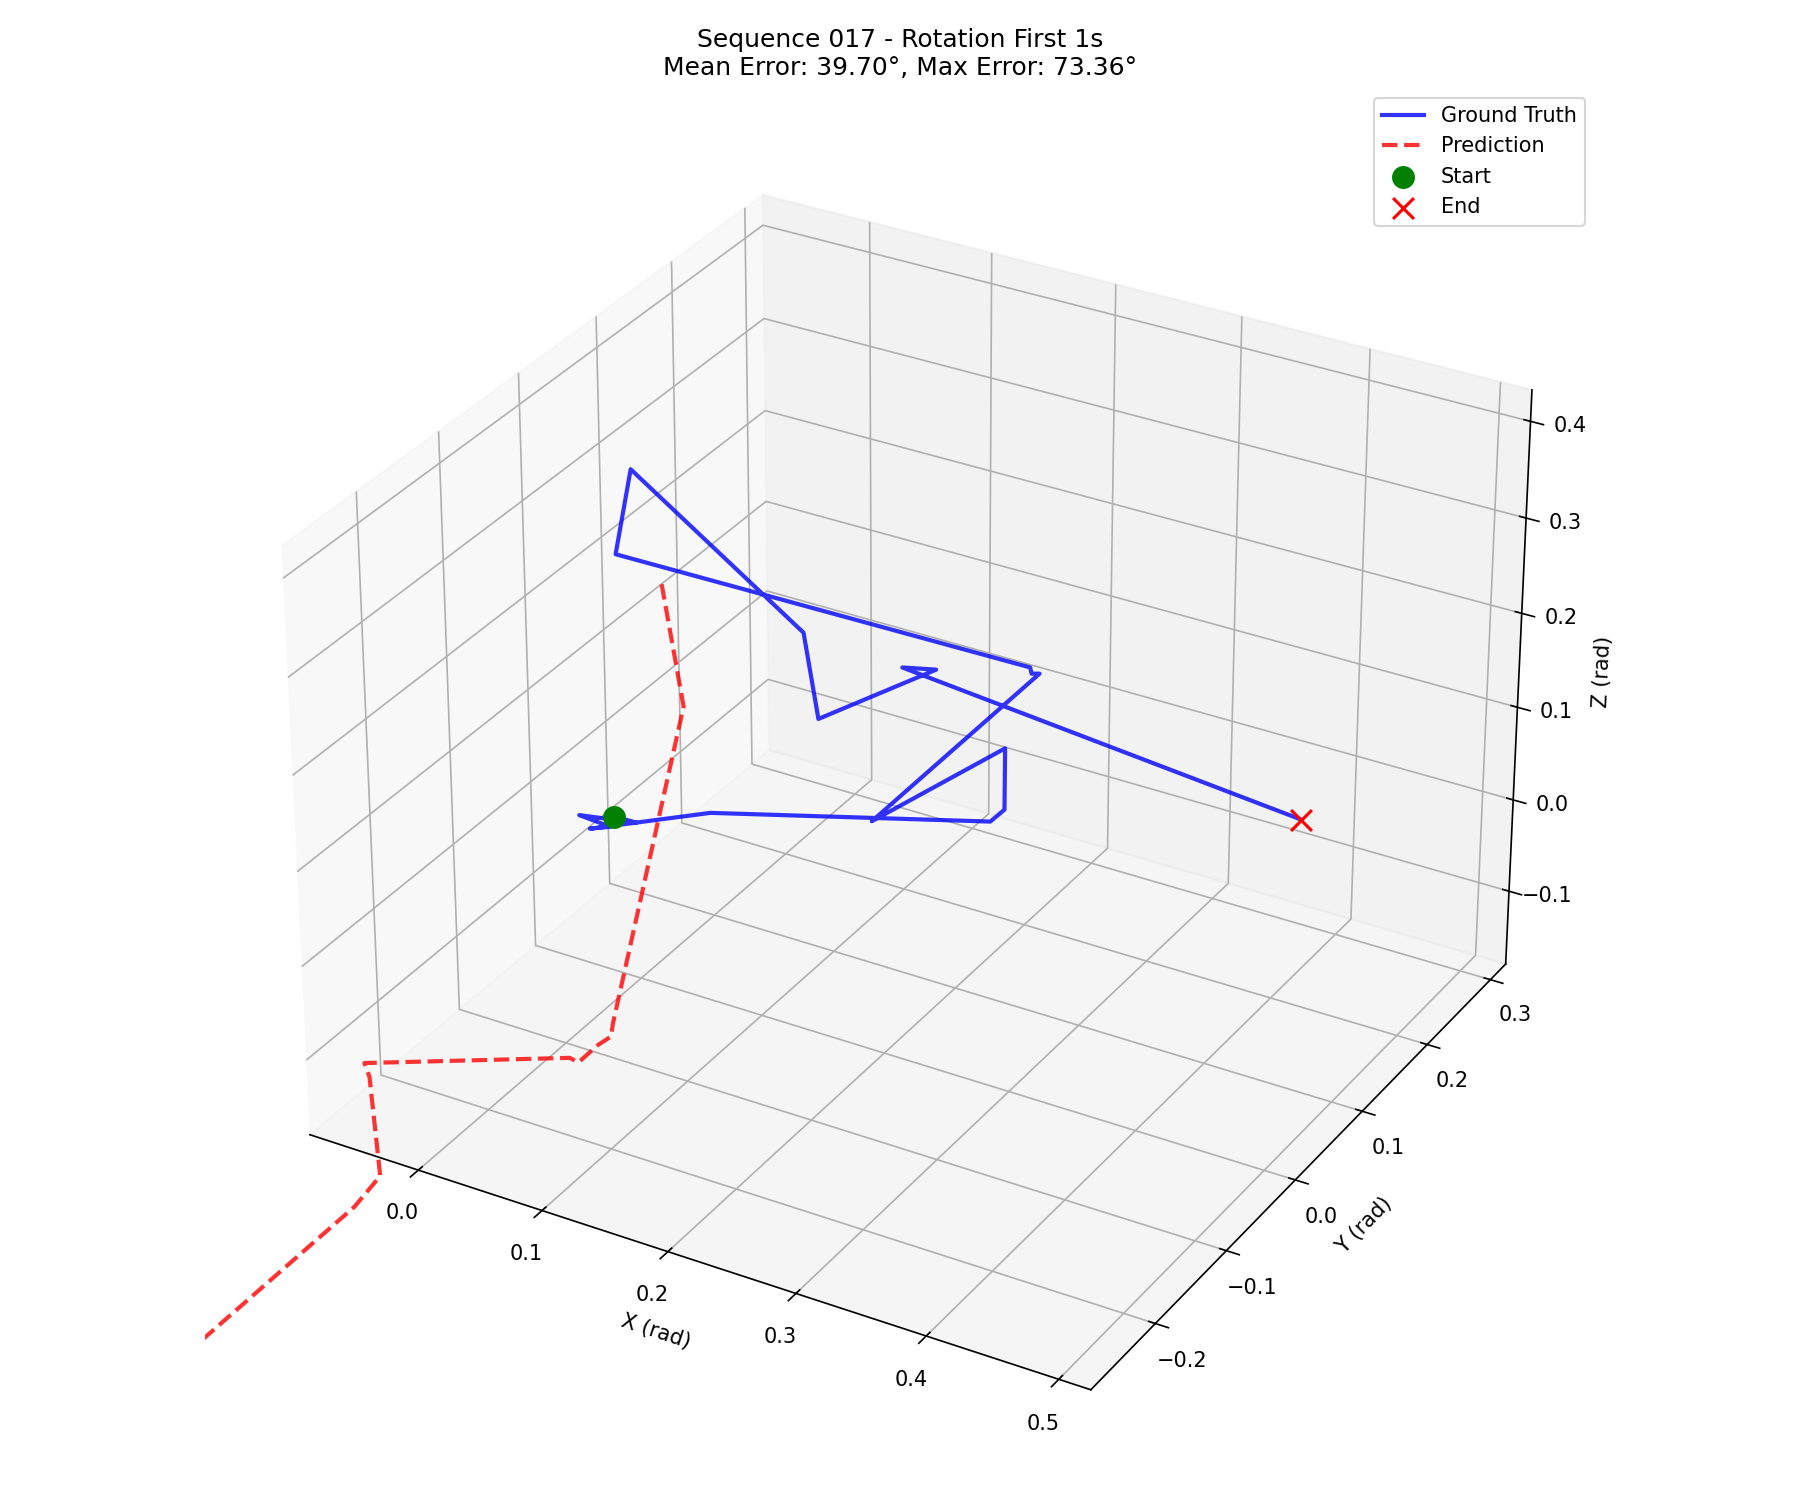 Sequence 017 - Rotation First 1s
Mean Error: 39.70°, Max Error: 73.36°
Ground Truth
Prediction
Start
End
0.4
0.3
0.2
0.1
0.0
−0.1
Z (rad)
0.3
0.2
0.1
0.0
−0.1
−0.2
Y (rad)
0.0
0.1
0.2
0.3
0.4
0.5
X (rad)